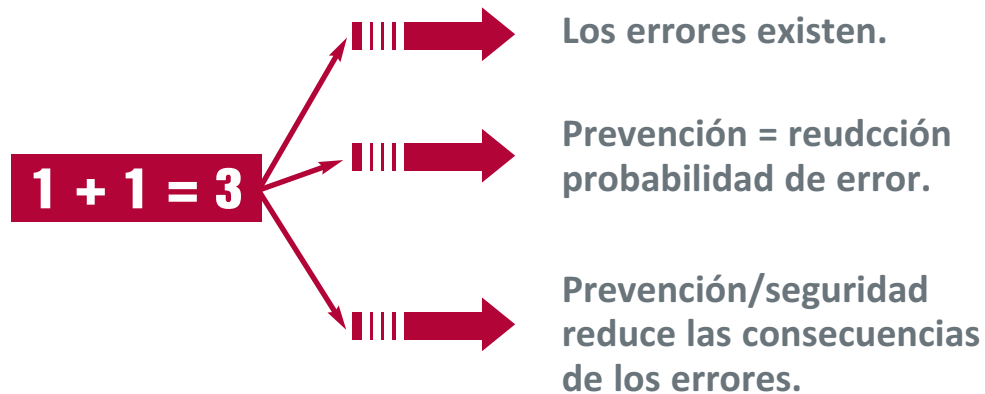 Los errores existen.
Prevención = reudcción
probabilidad de error.
1 + 1 = 3
Prevención/seguridad
reduce las consecuencias
de los errores.